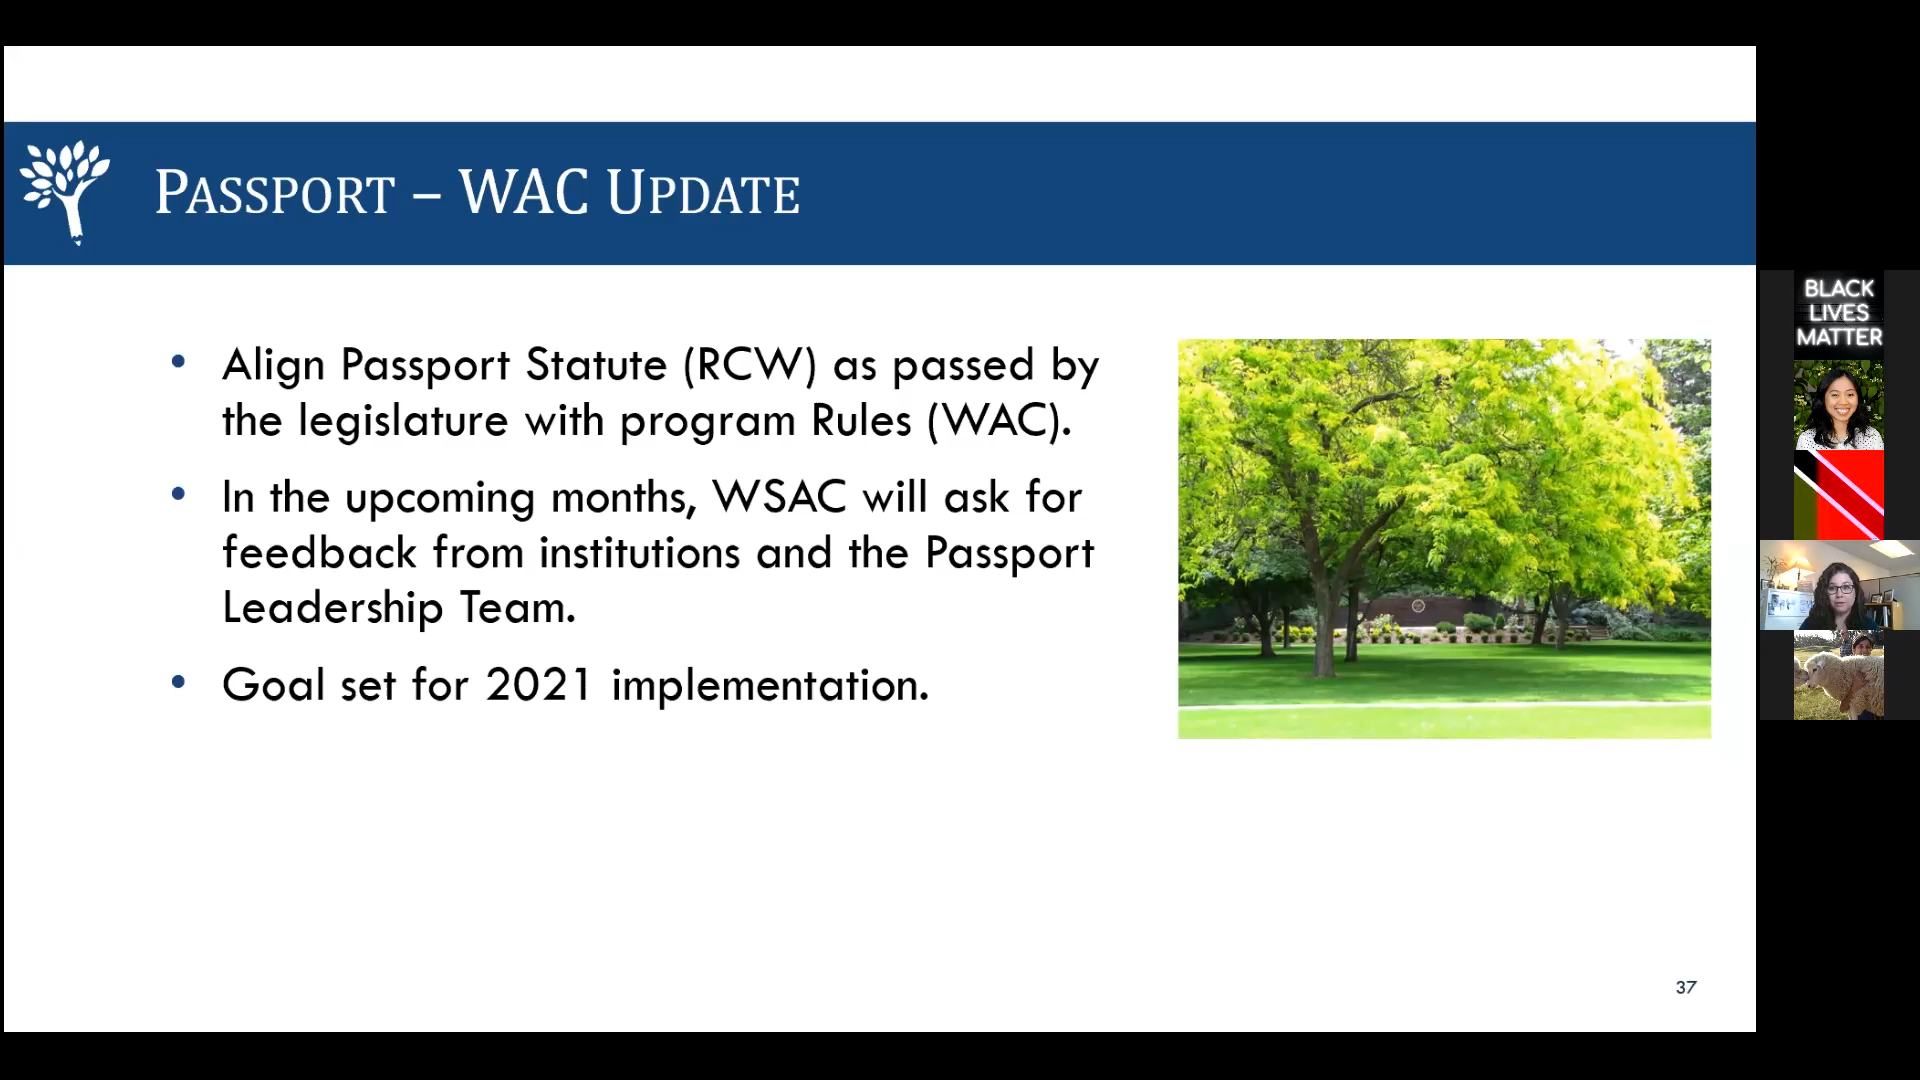 PASSPORT – WAC UPDATE
• Align Passport Statute (RCW) as passed by
the legislature with program Rules (WAC).
• In the upcoming months, WSAC will ask for
feedback from institutions and the Passport
Leadership Team.
• Goal set for 2021 implementation.
37
BLACK
LIVES
MATTER